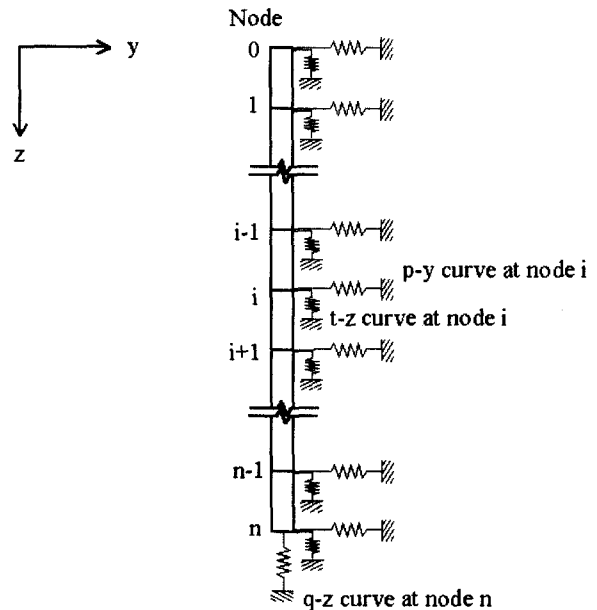 Node
0
y
1
z
i-1
p-y curve at node i
i
t-z curve at node i
i+1
n-1
n
q-z curve at node n